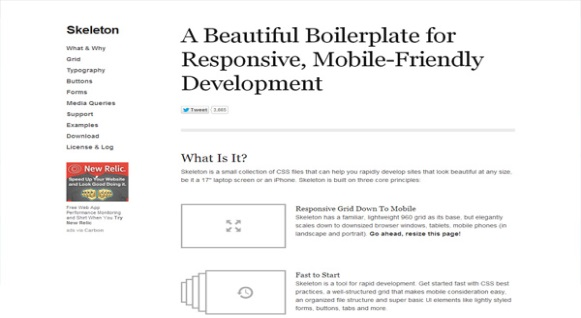 Skeleton
What & Why
Grid
Typography
Buttons
Forms
Media Queries
Support
Examples
Download
License & Log
New Relic.
Speed Up Your Website
and Look Good Doing it.
Free Web App
Performance Monitoring
and Shirt When You Try
New Relic
ads via Carbon
A Beautiful Boilerplate for
Responsive, Mobile-Friendly
Development
Tweet
What Is It?
Skeleton is a small collection of CSS files that can help you rapidly develop sites that look beautiful at any size,
be it a 17" laptop screen or an iPhone. Skeleton is built on three core principles:
Responsive Grid Down To Mobile
Skeleton has a familiar, lightweight 960 grid as its base, but elegantly
scales down to downsized browser windows, tablets, mobile phones (in
landscape and portrait). Go ahead, resize this page!
Fast to Start
Skeleton is a tool for rapid development. Get started fast with CSS best
practices, a well-structured grid that makes mobile consideration easy,
an organized file structure and super basic UI elements like lightly styled
forms, buttons, tabs and more.